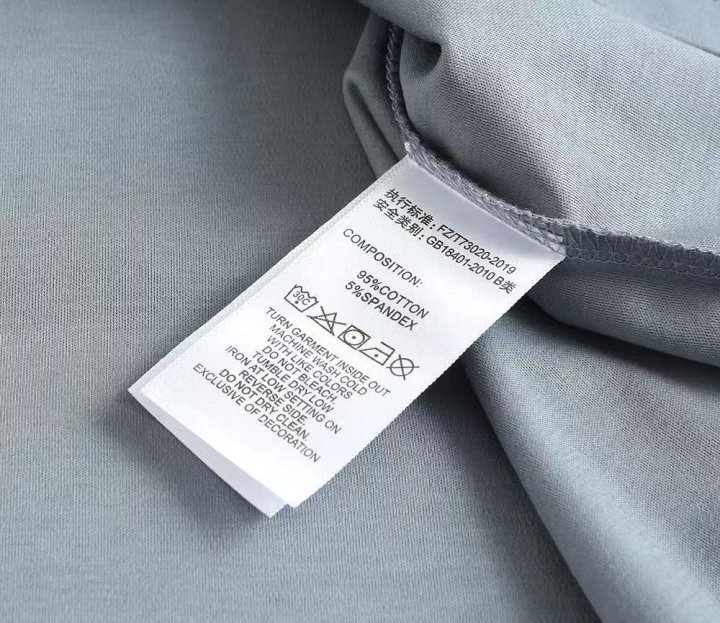 执行标准: FZ/T73020-2019
安全类别: GB18401-2010 B类
COMPOSITION:
95%COTTON
5%SPANDEX
30C
TURN GARMENT INSIDE OUT
MACHINE WASH COLD
WITH LIKE COLORS
DO NOT BLEACH.
TUMBLE DRY LOW
IRON AT LOW SETTING ON
REVERSE SIDE.
DO NOT DRY CLEAN.
EXCLUSIVE OF DECORATION